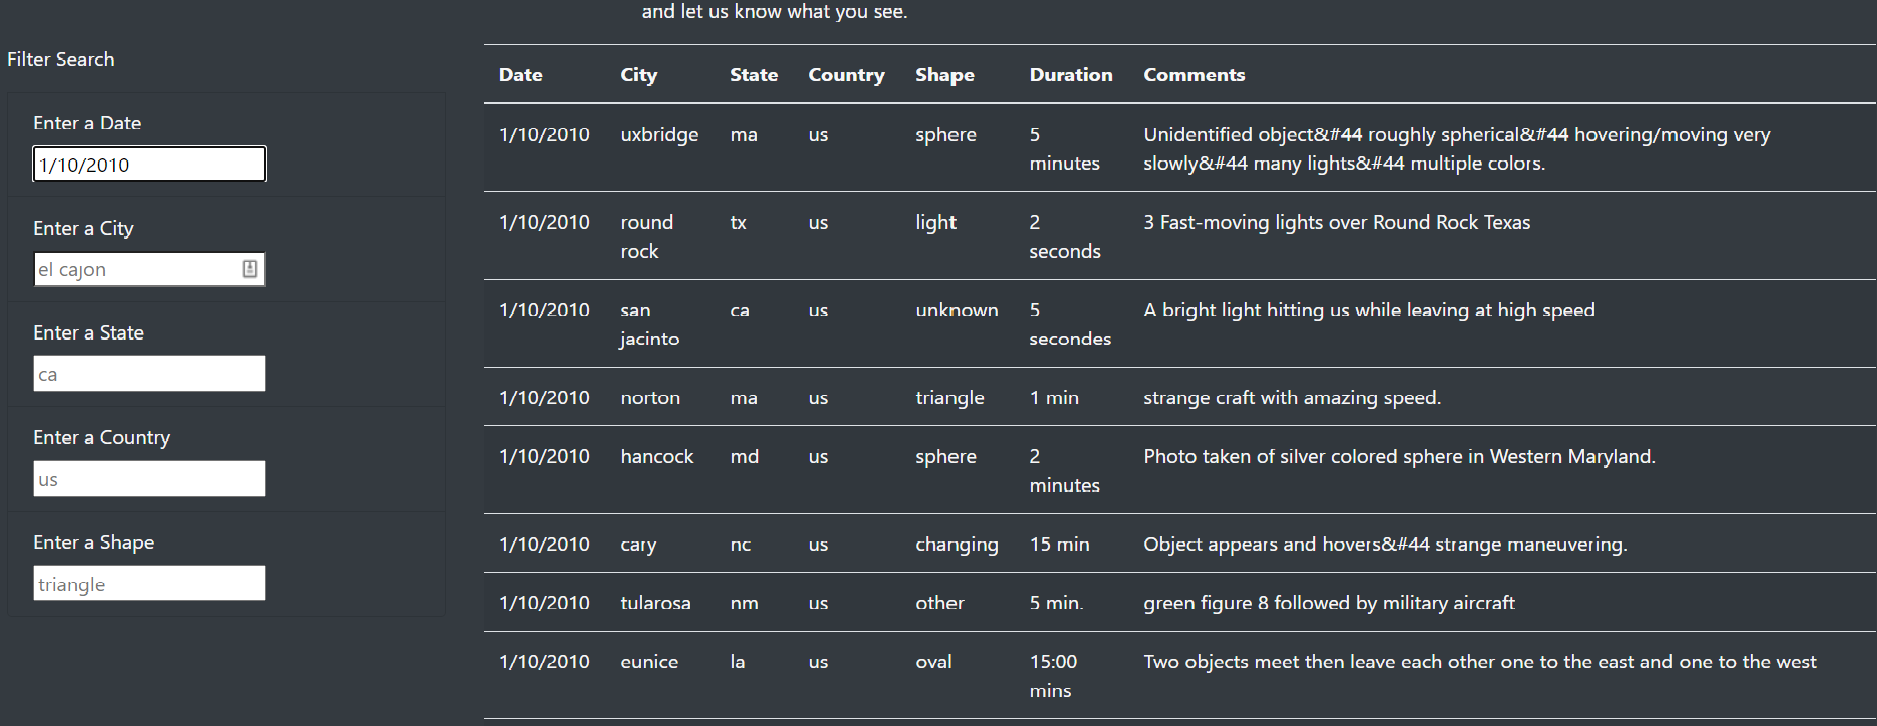 and let us know what you see.
Filter Search
Enter a Date
1/10/2010
Enter a City
el cajon
Enter a State
ca
Enter a Country
us
Enter a Shape
triangle
Date City State Country Shape Duration Comments
1/10/2010 uxbridge ma us sphere 5 Unidentified object&#44 roughly spherical&#44 hovering/moving very
minutes slowly&#44 many lights&#44 multiple colors.
1/10/2010 round tx us light 2 3 Fast-moving lights over Round Rock Texas
rock seconds
1/10/2010 san ca us unknown 5 A bright light hitting us while leaving at high speed
jacinto secondes
1/10/2010 norton ma us triangle 1 min strange craft with amazing speed.
1/10/2010 hancock md us sphere 2 Photo taken of silver colored sphere in Western Maryland.
minutes
1/10/2010 cary nc us changing 15 min Object appears and hovers&#44 strange maneuvering.
1/10/2010 tularosa nm us other 5 min. green figure 8 followed by military aircraft
1/10/2010 eunice la us oval 15:00 Two objects meet then leave each other one to the east and one to the west
mins